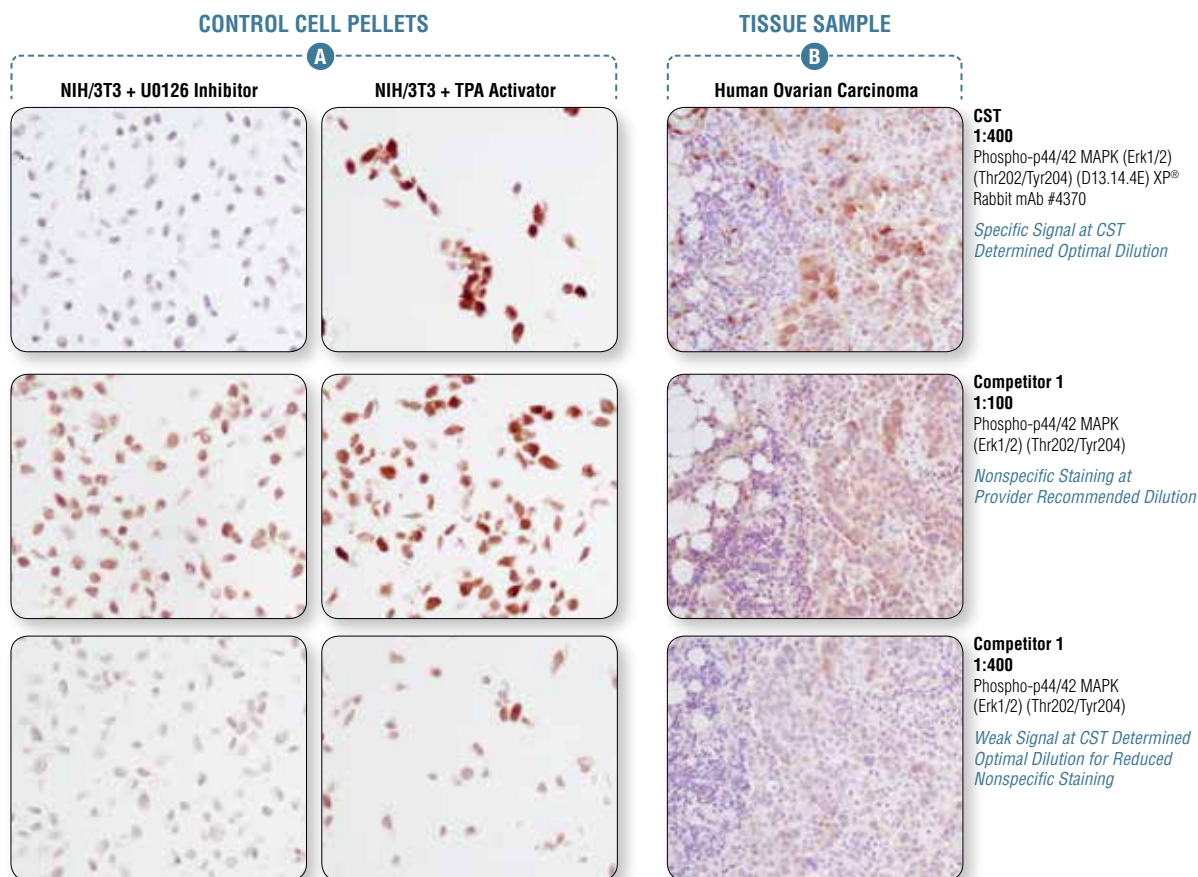 CONTROL CELL PELLETS
A
NIH/3T3 + U0126 Inhibitor
NIH/3T3 + TPA Activator
TISSUE SAMPLE
B
Human Ovarian Carcinoma
CST
1:400
Phospho-p44/42 MAPK (Erk1/2)
(Thr202/Tyr204) (D13.14.4E) XP®
Rabbit mAb #4370
Specific Signal at CST
Determined Optimal Dilution
Competitor 1
1:100
Phospho-p44/42 MAPK
(Erk1/2) (Thr202/Tyr204)
Nonspecific Staining at
Provider Recommended Dilution
Competitor 1
1:400
Phospho-p44/42 MAPK
(Erk1/2) (Thr202/Tyr204)
Weak Signal at CST Determined
Optimal Dilution for Reduced
Nonspecific Staining